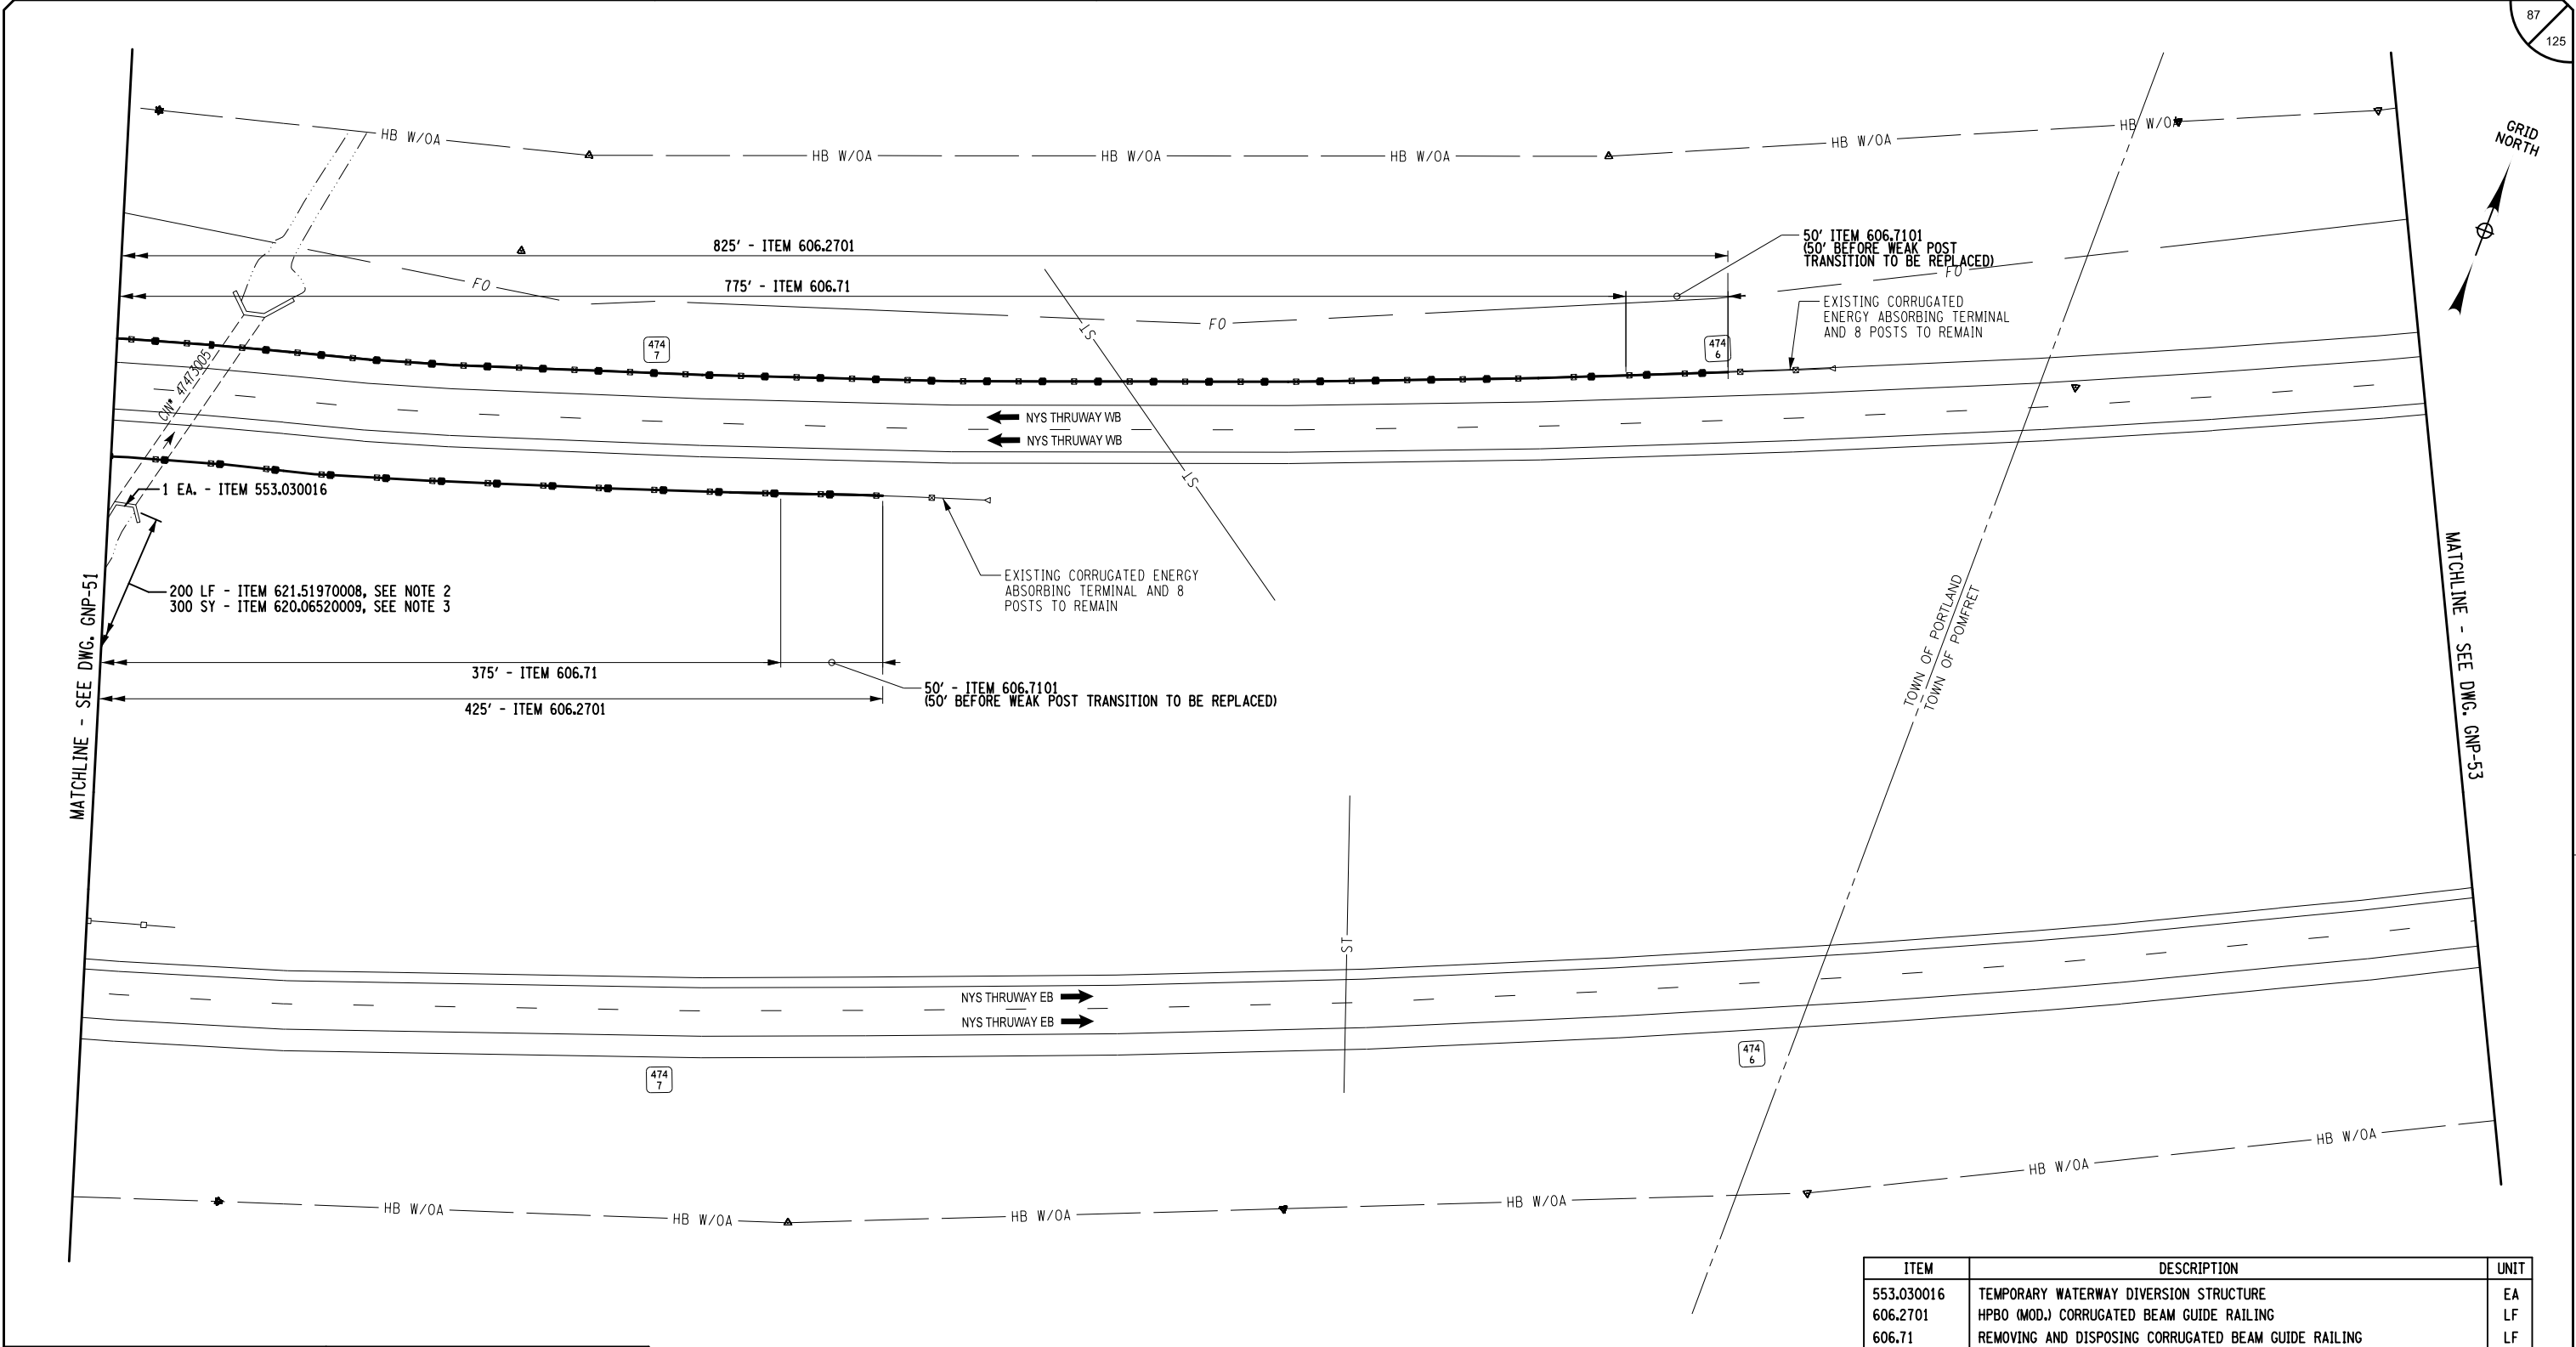 87
125
GRID
NORTH
HB W/OA
HB W/OA
HB W/OA
HB W/OA
HB W/OA
HB W/OA
825' - ITEM 606.2701
50' ITEM 606.7101
(50' BEFORE WEAK POST
TRANSITION TO BE REPLACED)
FO
775' - ITEM 606.71
FO
FO
EXISTING CORRUGATED
ENERGY ABSORBING TERMINAL
AND 8 POSTS TO REMAIN
ST
474
7
474
6
CIN* 47473005
NYS THRUWAY WB
NYS THRUWAY WB
ST
1 EA. - ITEM 553.030016
EXISTING CORRUGATED ENERGY
ABSORBING TERMINAL AND 8
POSTS TO REMAIN
200 LF - ITEM 621.51970008, SEE NOTE 2
300 SY - ITEM 620.06520009, SEE NOTE 3
MATCHLINE - SEE DWG. GNP-51
MATCHLINE - SEE DWG. GNP-53
TOWN OF PORTLAND
TOWN OF POMFRET
375' - ITEM 606.71
50' - ITEM 606.7101
(50' BEFORE WEAK POST TRANSITION TO BE REPLACED)
425' - ITEM 606.2701
ST
NYS THRUWAY EB
NYS THRUWAY EB
474
7
474
6
HB W/OA
HB W/OA
HB W/OA
HB W/OA
HB W/OA
HB W/OA
ITEM DESCRIPTION UNIT
553.030016 TEMPORARY WATERWAY DIVERSION STRUCTURE EA
606.2701 HPBO (MOD.) CORRUGATED BEAM GUIDE RAILING LF
606.71 REMOVING AND DISPOSING CORRUGATED BEAM GUIDE RAILING LF